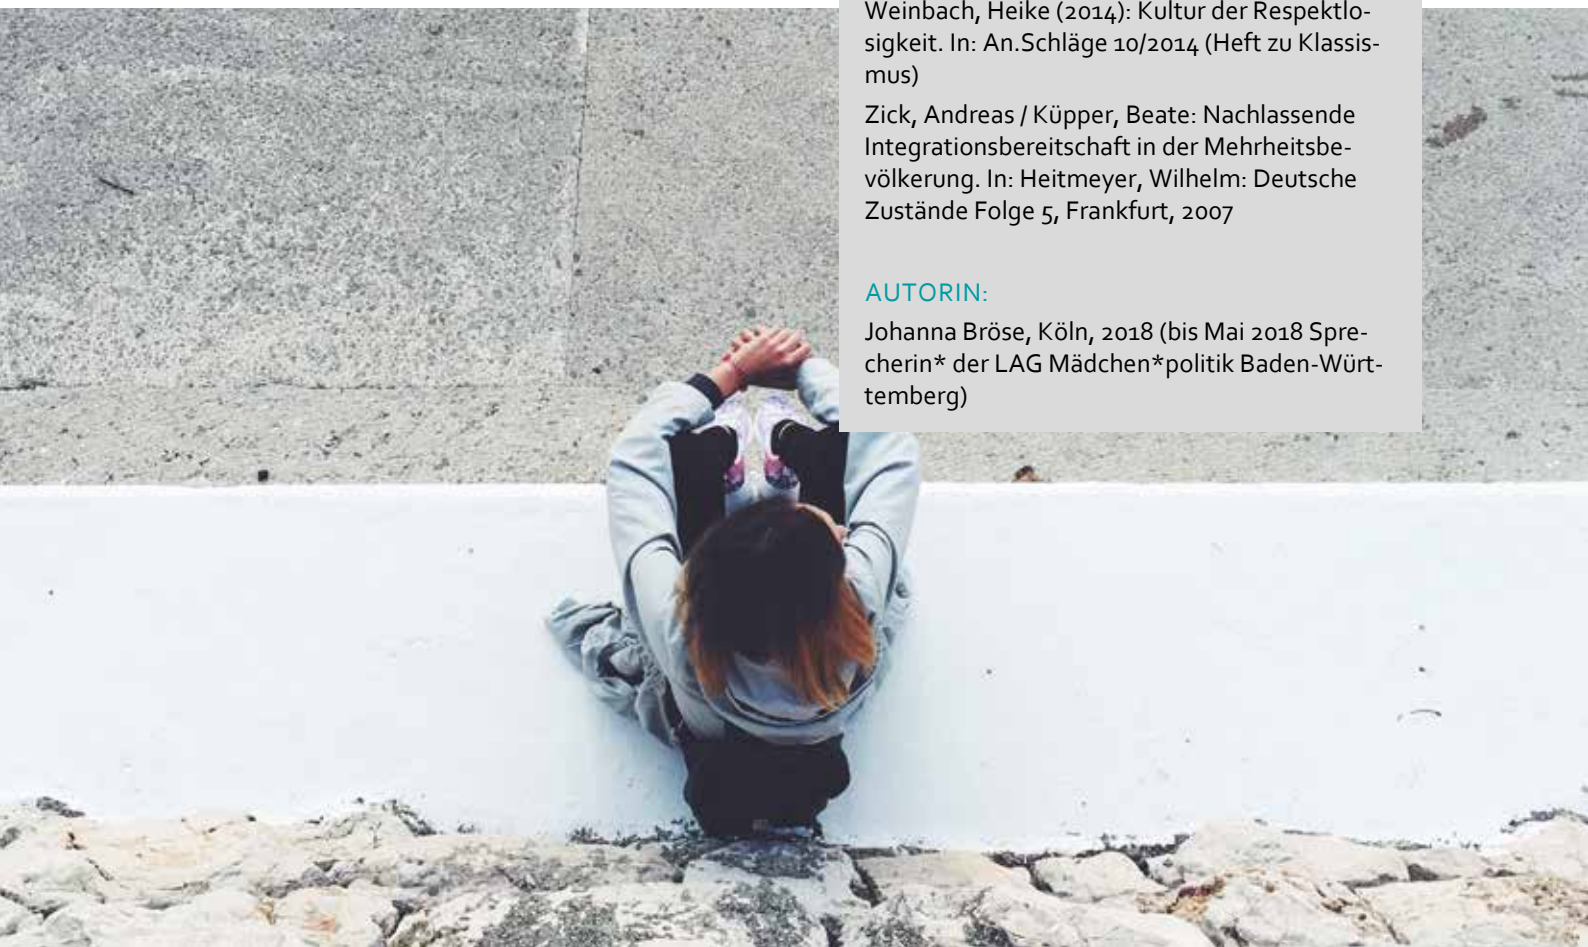 Weinbach, Heike (2014): Kultur der Respektlo-
sigkeit. In: An.Schläge 10/2014 (Heft zu Klassis-
mus)
Zick, Andreas / Küpper, Beate: Nachlassende
Integrationsbereitschaft in der Mehrheitsbe-
völkerung. In: Heitmeyer, Wilhelm: Deutsche
Zustände Folge 5, Frankfurt, 2007
AUTORIN:
Johanna Bröse, Köln, 2018 (bis Mai 2018 Spre-
cherin* der LAG Mädchen*politik Baden-Würt-
temberg)